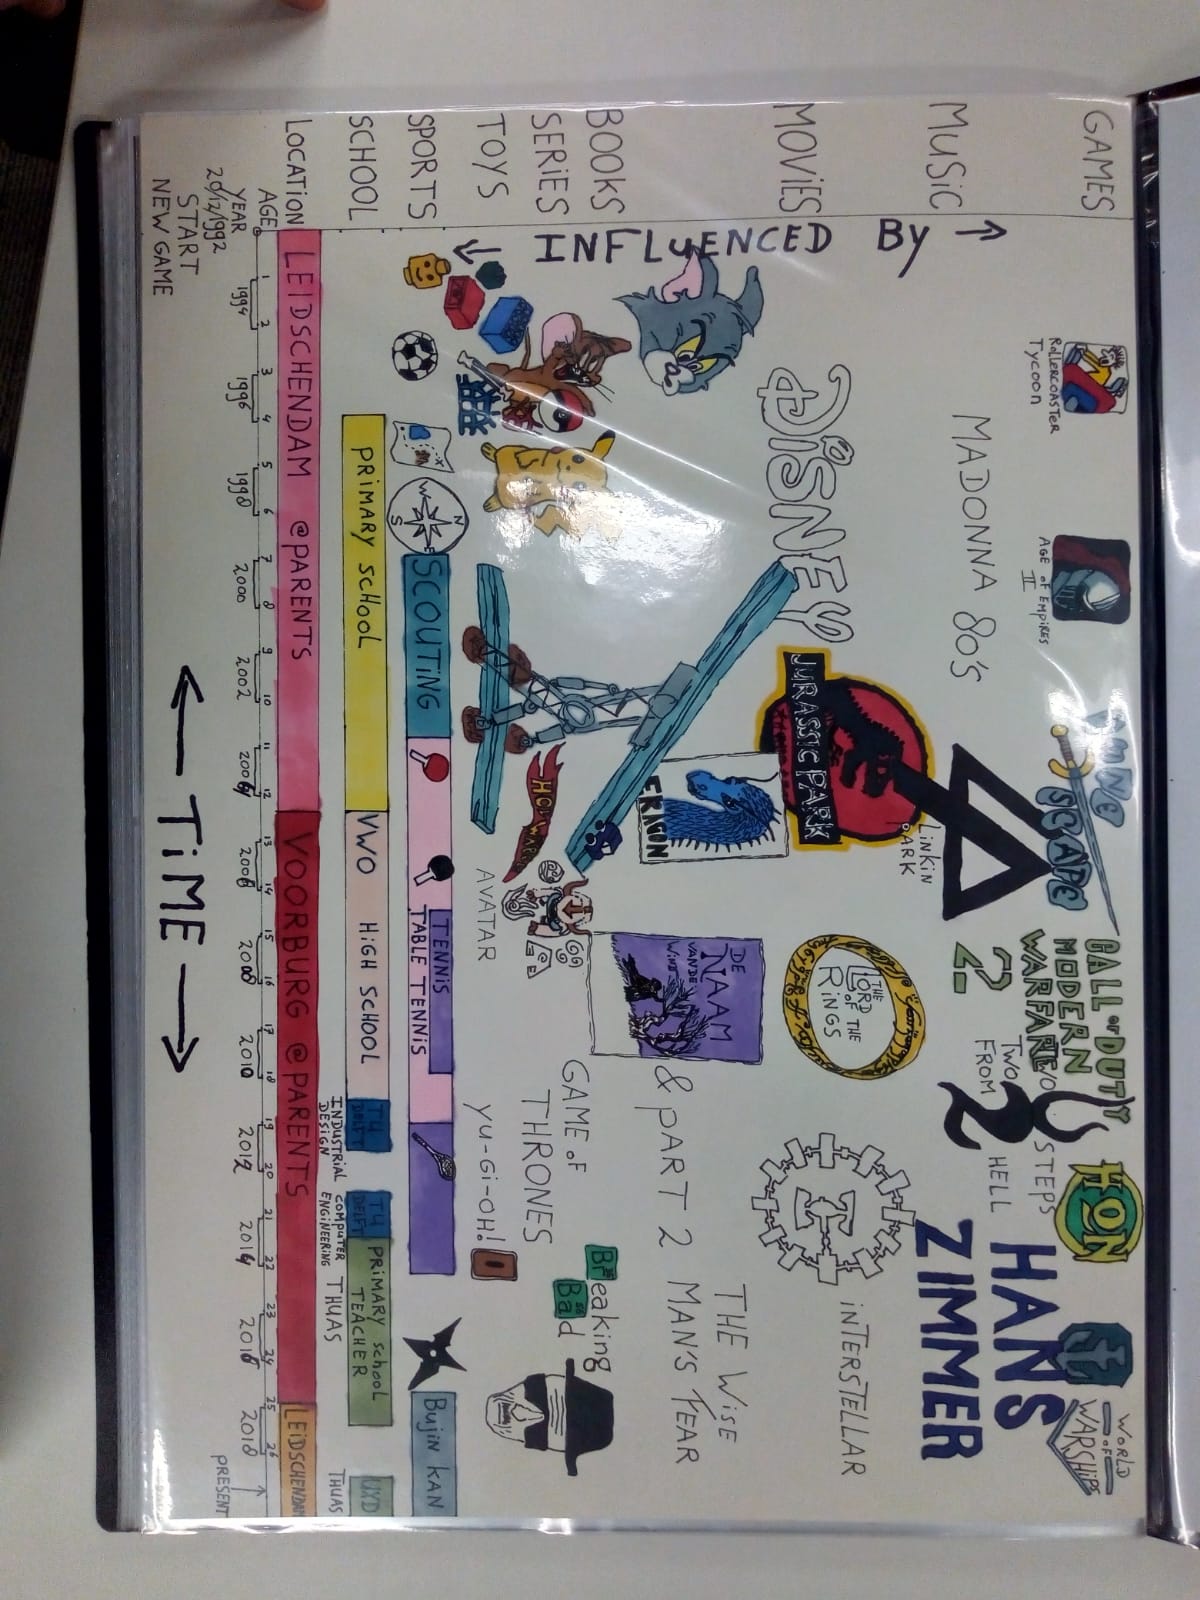 GAMES
ROLLERCOASTER
TYCOON
AGE OF EMPIRES
II
RUNE
SCAPE
CALL OF DUTY
MODERN
WARFARE
2
TWO STEPS
TWO
FROM HELL
HON
WORLD
OF
WARSHIPS
MUSIC
MADONNA 80'S
LINKIN
PARK
HANS
ZIMMER
INFLUENCED BY
MOVIES
DISNEY
JURASSIC PARK
THE
LORD
OF THE
RINGS
INTERSTELLAR
BOOKS
ERAGON
DE
NAAM
VAN DE
WIND
& PART 2
THE WISE
MAN'S FEAR
SERIES
AVATAR
GAME OF
THRONES
Breaking
Bad
TOYS
HOT WHEELS
YU-GI-OH!
SPORTS
N
W E
S
SCOUTING
TENNIS
TABLE TENNIS
Bujin KAN
SCHOOL
PRIMARY SCHOOL
VWO HIGH SCHOOL
TU
DELFT
INDUSTRIAL
DESIGN
TU
DELFT
COMPUTER
ENGINEERING
PRIMARY School
TEACHER
THUAS
UXD
THUAS
LOCATION
LEIDSCHENDAM @PARENTS
VOORBURG @PARENTS
LEIDSCHENDAM
AGE
1 2 3 4 5 6 7 8 9 10 11 12 13 14 15 16 17 18 19 20 21 22 23 24 25 26
YEAR
1994 1996 1998 2000 2002 2004 2006 2008 2010 2012 2014 2016 2018
PRESENT
20/12/1992
START
NEW GAME
TIME